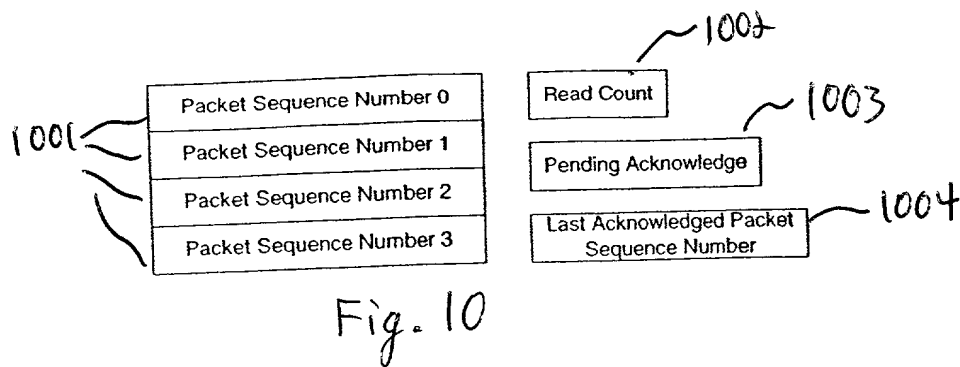 1002
Packet Sequence Number 0
Read Count
1003
1001
Packet Sequence Number 1
Pending Acknowledge
Packet Sequence Number 2
1004
Last Acknowledged Packet
Sequence Number
Packet Sequence Number 3
Fig. 10